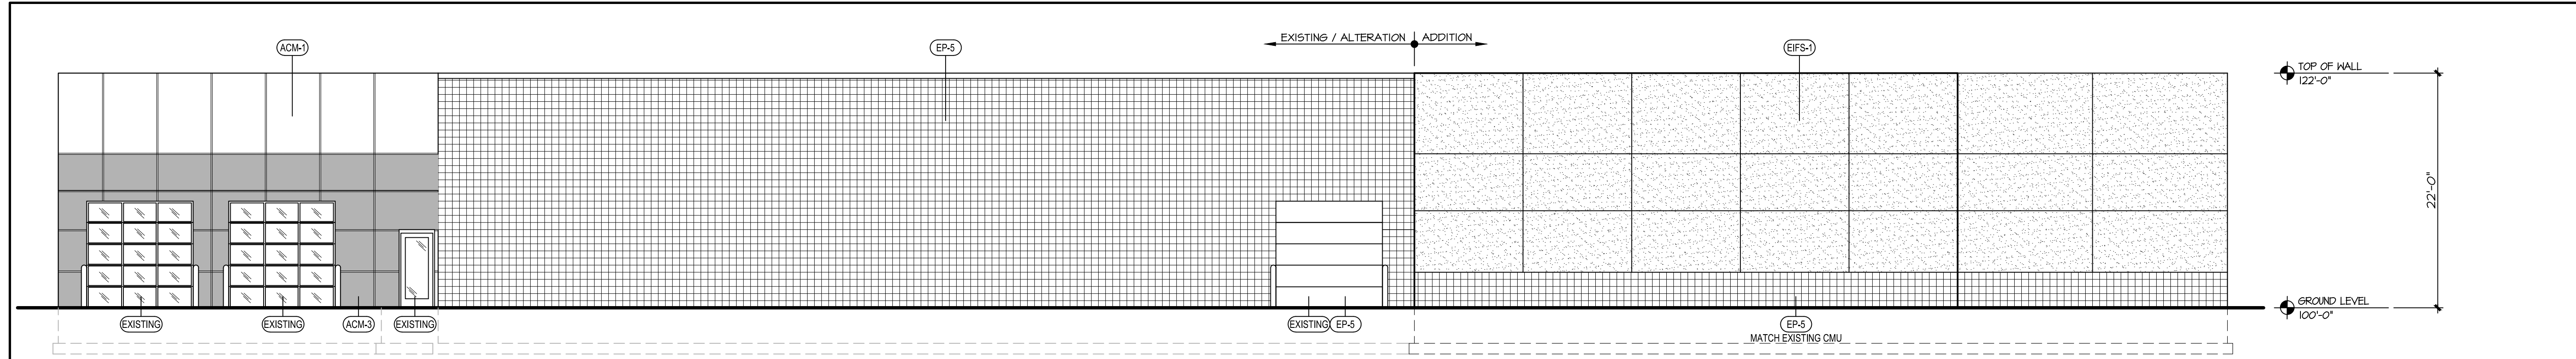 ACM-1
EP-5
EXISTING / ALTERATION
ADDITION
EIFS-1
TOP OF WALL
122'-0"
22'-0"
GROUND LEVEL
100'-0"
EXISTING
EXISTING
ACM-3
EXISTING
EXISTING
EP-5
EP-5
MATCH EXISTING CMU